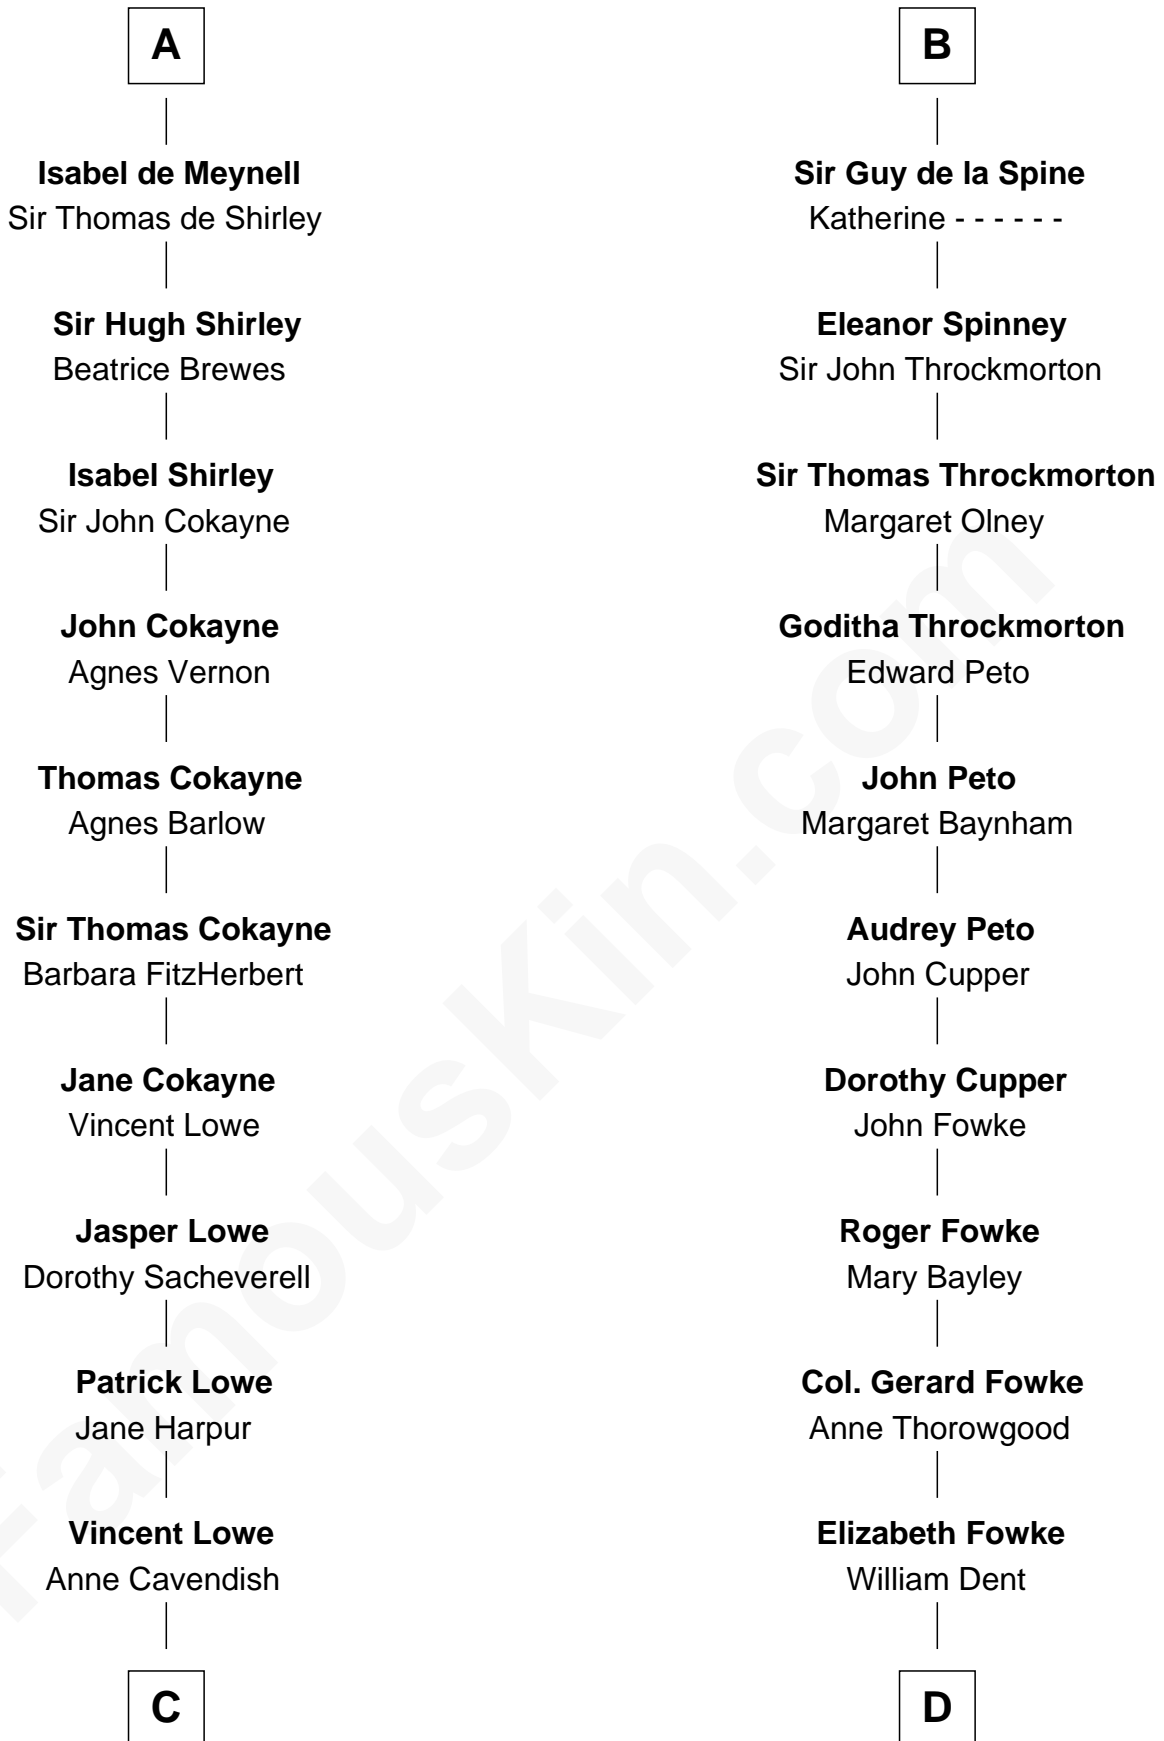 A
Isabel de Meynell
Sir Thomas de Shirley
Sir Hugh Shirley
Beatrice Brewes
Isabel Shirley
Sir John Cokayne
John Cokayne
Agnes Vernon
Thomas Cokayne
Agnes Barlow
Sir Thomas Cokayne
Barbara FitzHerbert
Jane Cokayne
Vincent Lowe
Jasper Lowe
Dorothy Sacheverell
Patrick Lowe
Jane Harpur
Vincent Lowe
Anne Cavendish
C
B
Sir Guy de la Spine
Katherine - - - - - -
Eleanor Spinney
Sir John Throckmorton
Sir Thomas Throckmorton
Margaret Olney
Goditha Throckmorton
Edward Peto
John Peto
Margaret Baynham
Audrey Peto
John Cupper
Dorothy Cupper
John Fowke
Roger Fowke
Mary Bayley
Col. Gerard Fowke
Anne Thorowgood
Elizabeth Fowke
William Dent
D
FamousKin.com